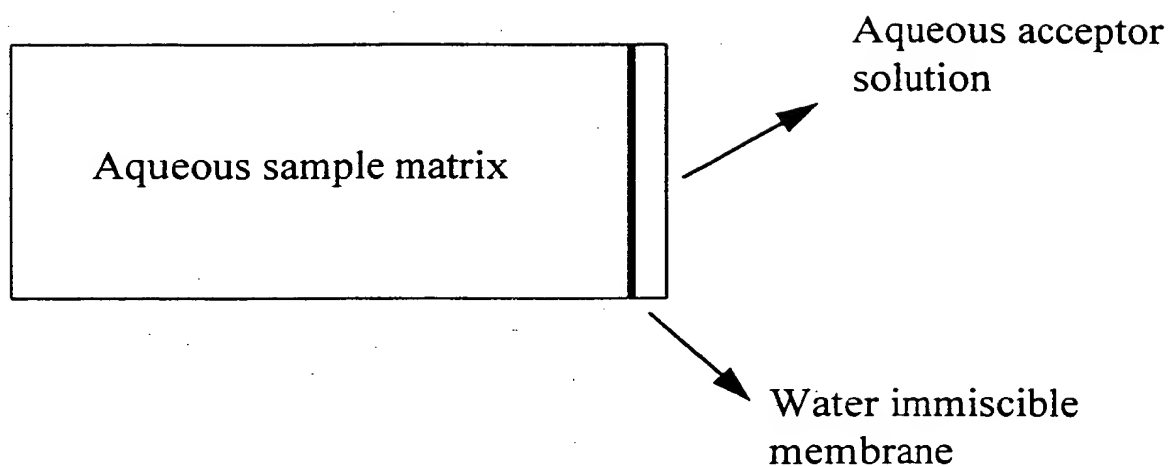 Aqueous acceptor
solution
Aqueous sample matrix
Water immiscible
membrane